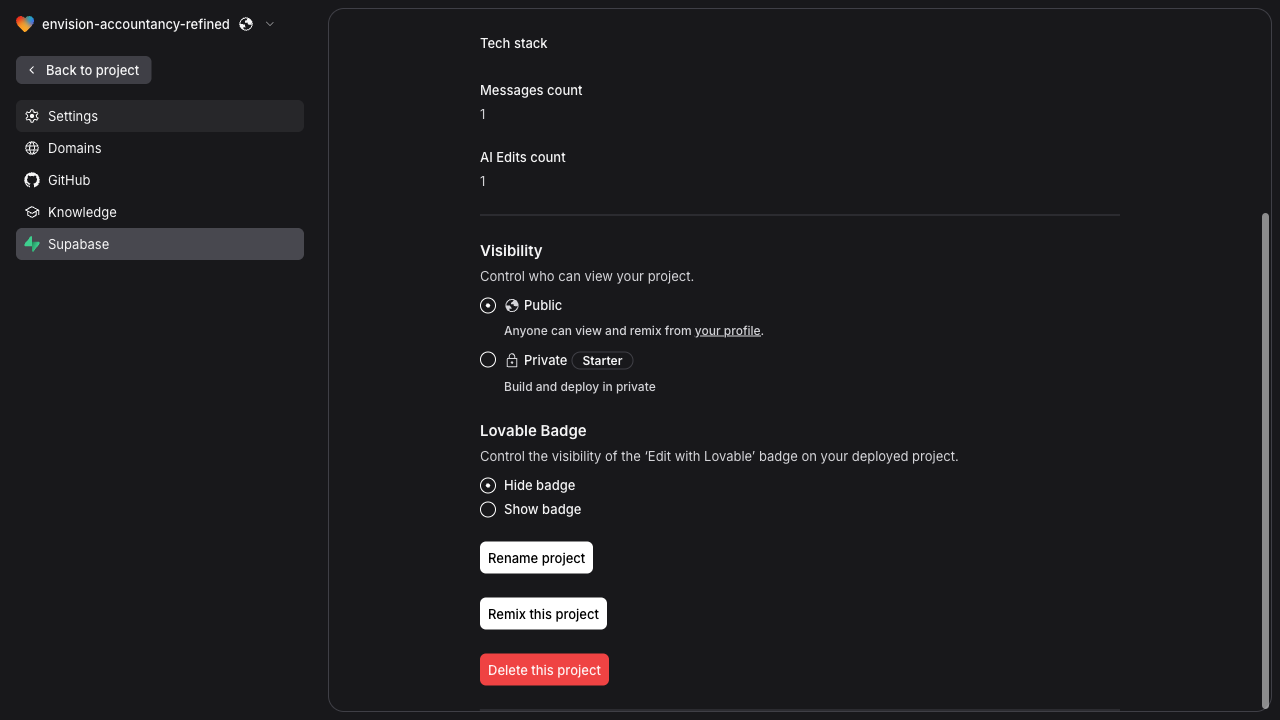 envision-accountancy-refined
Back to project
Settings
Domains
GitHub
Knowledge
Supabase
Tech stack
Messages count
1
AI Edits count
1
Visibility
Control who can view your project.
Public
Anyone can view and remix from your profile.
Private Starter
Build and deploy in private
Lovable Badge
Control the visibility of the ‘Edit with Lovable’ badge on your deployed project.
Hide badge
Show badge
Rename project
Remix this project
Delete this project